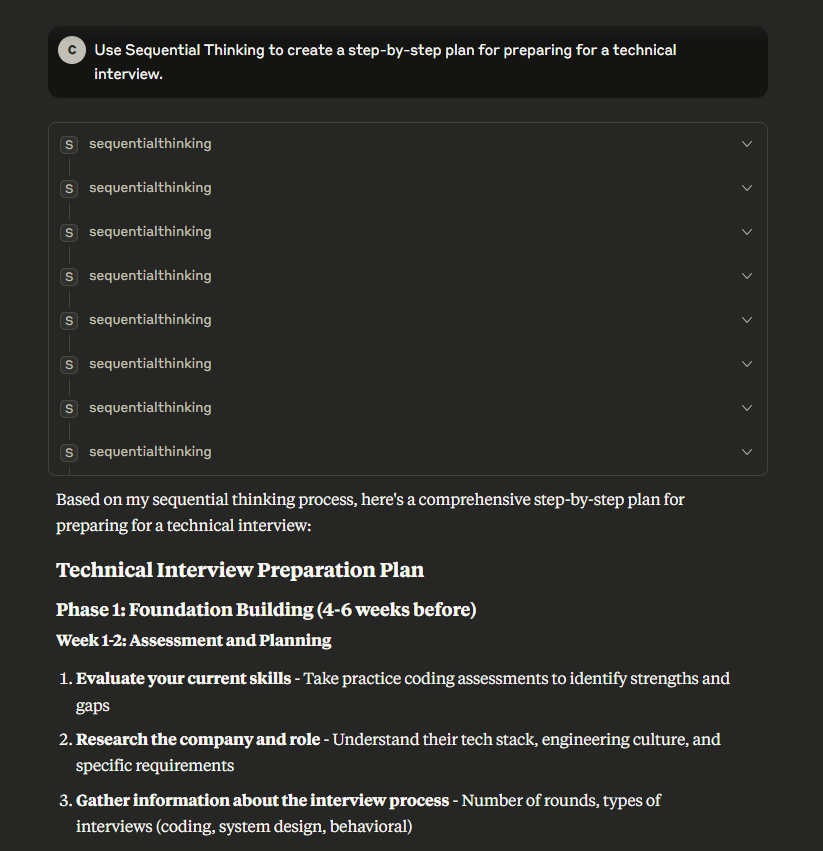 C Use Sequential Thinking to create a step-by-step plan for preparing for a technical
interview.
S sequentialthinking
S sequentialthinking
S sequentialthinking
S sequentialthinking
S sequentialthinking
S sequentialthinking
S sequentialthinking
S sequentialthinking
Based on my sequential thinking process, here's a comprehensive step-by-step plan for
preparing for a technical interview:
Technical Interview Preparation Plan
Phase 1: Foundation Building (4-6 weeks before)
Week 1-2: Assessment and Planning
1. Evaluate your current skills - Take practice coding assessments to identify strengths and
gaps
2. Research the company and role - Understand their tech stack, engineering culture, and
specific requirements
3. Gather information about the interview process - Number of rounds, types of
interviews (coding, system design, behavioral)